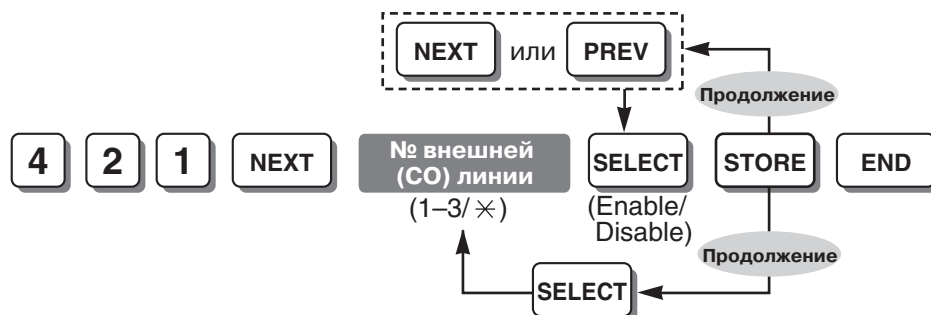 NEXT или PREV
Продолжение
4 2 1 NEXT № внешней (CO) линии SELECT STORE END
(1–3/✳)
(Enable/
Disable)
Продолжение
SELECT